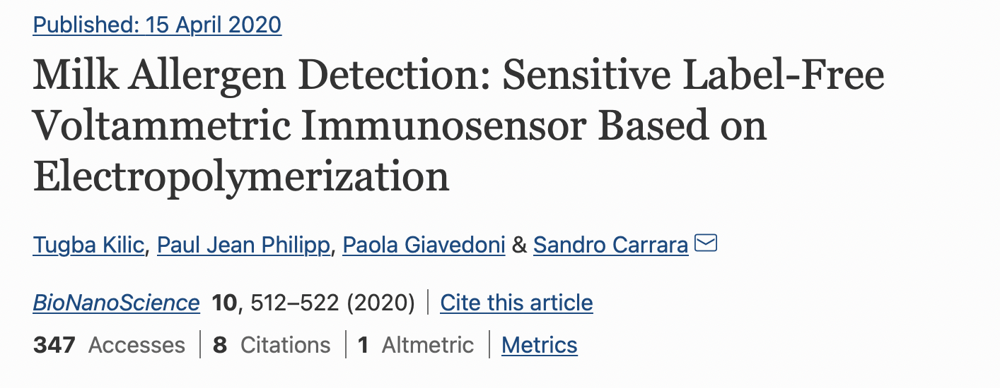 Published: 15 April 2020
Milk Allergen Detection: Sensitive Label-Free
Voltammetric Immunosensor Based on
Electropolymerization
Tugba Kilic, Paul Jean Philipp, Paola Giavedoni & Sandro Carrara
BioNanoScience 10, 512–522 (2020) | Cite this article
347 Accesses | 8 Citations | 1 Altmetric | Metrics